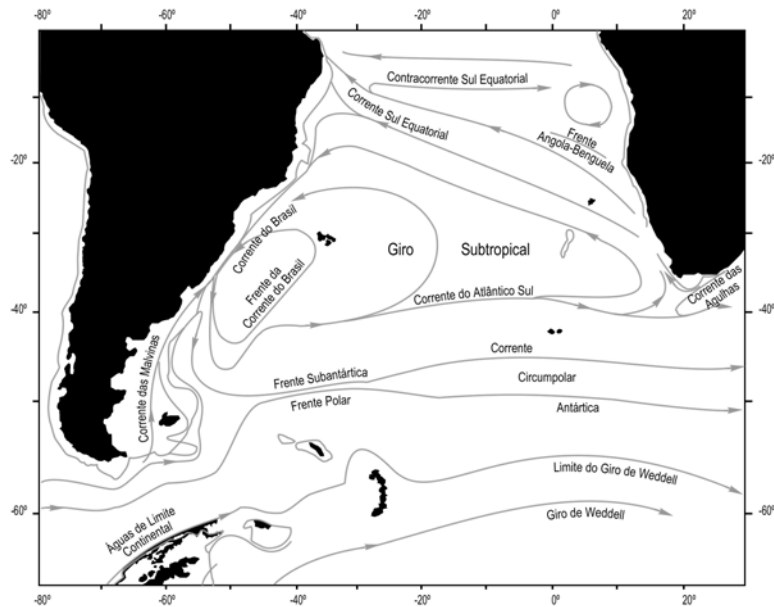 -80° -60° -40° -20° 0° 20°
Contracorrente Sul Equatorial
Corrente Sul Equatorial
Frente
Angola-Benguela
-20° -20°
Corrente do Brasil
Giro Subtropical
Frente da
Corrente do Brasil
Corrente do Atlântico Sul
Corrente das
Agulhas
-40° -40°
Corrente das Malvinas
Corrente
Frente Subantártica
Circumpolar
Frente Polar
Antártica
Limite do Giro de Weddell
-60° -60°
Giro de Weddell
Águas de Limite
Continental
-80° -60° -40° -20° 0° 20°